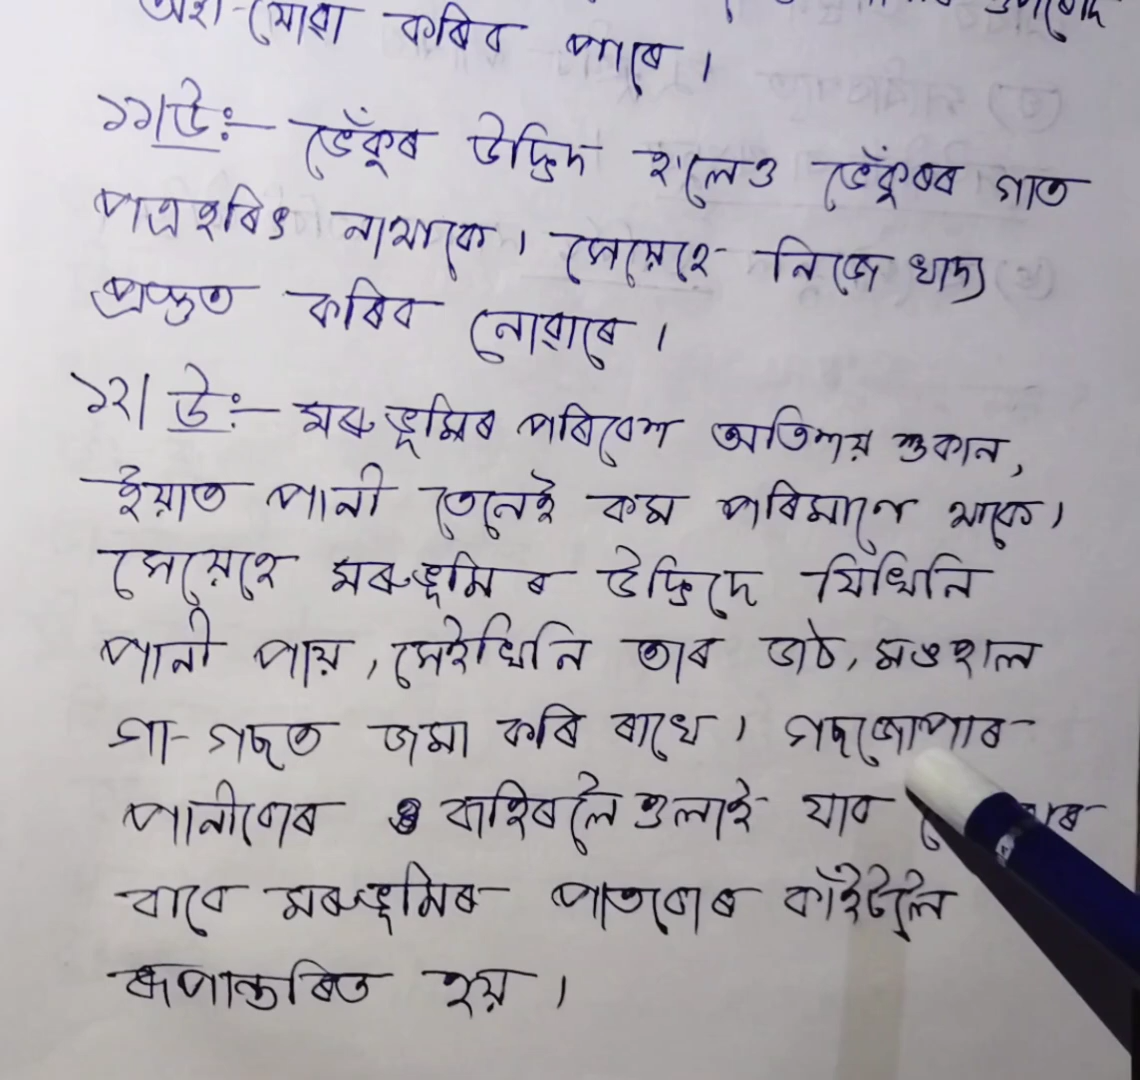 অহা-যোৱা কৰিব পাৰে।
১১। উঃ— ভেঁকুৰ উদ্ভিদ হ'লেও ভেঁকুৰৰ গাত
পত্ৰহৰিৎ নাথাকে। সেয়েহে নিজে খাদ্য
প্ৰস্তুত কৰিব নোৱাৰে।
১২। উঃ— মৰুভূমিৰ পৰিবেশ অতিশয় শুকান,
ইয়াত পানী তেনেই কম পৰিমাণে থাকে।
সেয়েহে মৰুভূমিৰ উদ্ভিদে যিখিনি
পানী পায়, সেইখিনি তাৰ ডাঠ, মঙহাল
গা-গছত জমা কৰি ৰাখে। গছজোপাৰ
পানীবোৰ বাহিৰলৈ ওলাই যাব
বাবে মৰুভূমিৰ পাতবোৰ কাঁইটলৈ
ৰূপান্তৰিত হয়।